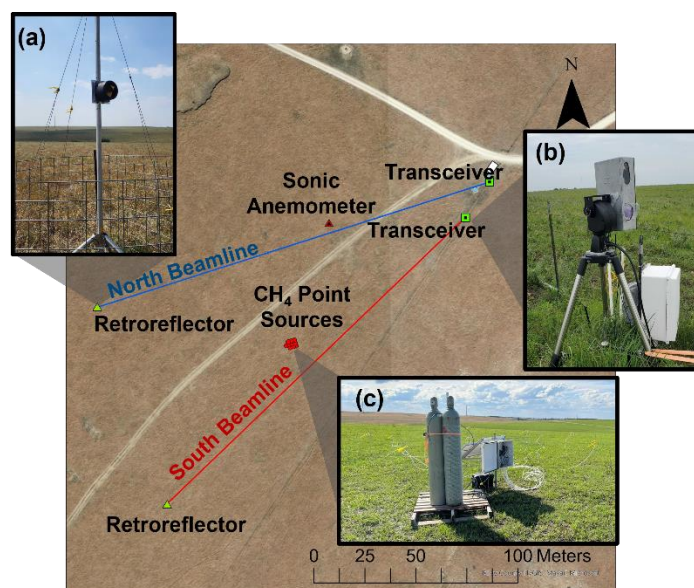 (a)
N
(b)
Transceiver
Sonic
Anemometer
Transceiver
North Beamline
CH₄ Point
Sources
Retroreflector
(c)
South Beamline
Retroreflector
0 25 50 100 Meters